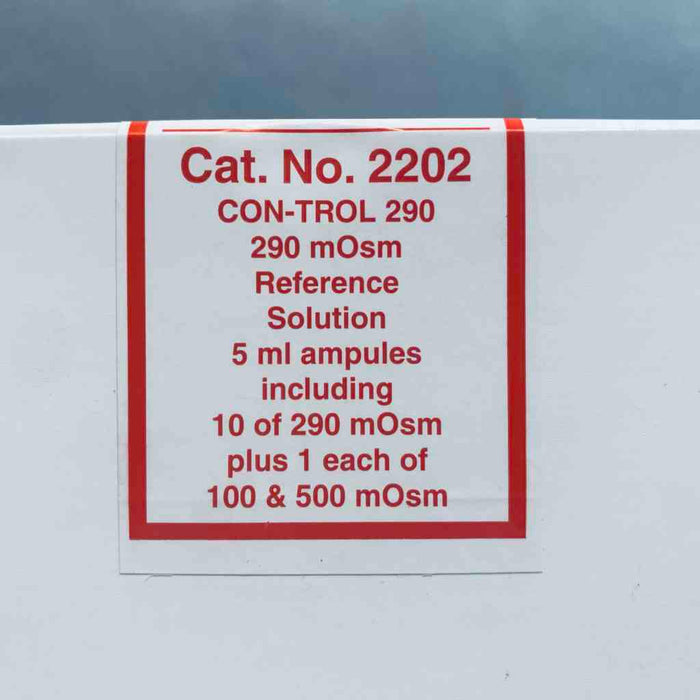 Cat. No. 2202
CON-TROL 290
290 mOsm
Reference
Solution
5 ml ampules
including
10 of 290 mOsm
plus 1 each of
100 & 500 mOsm